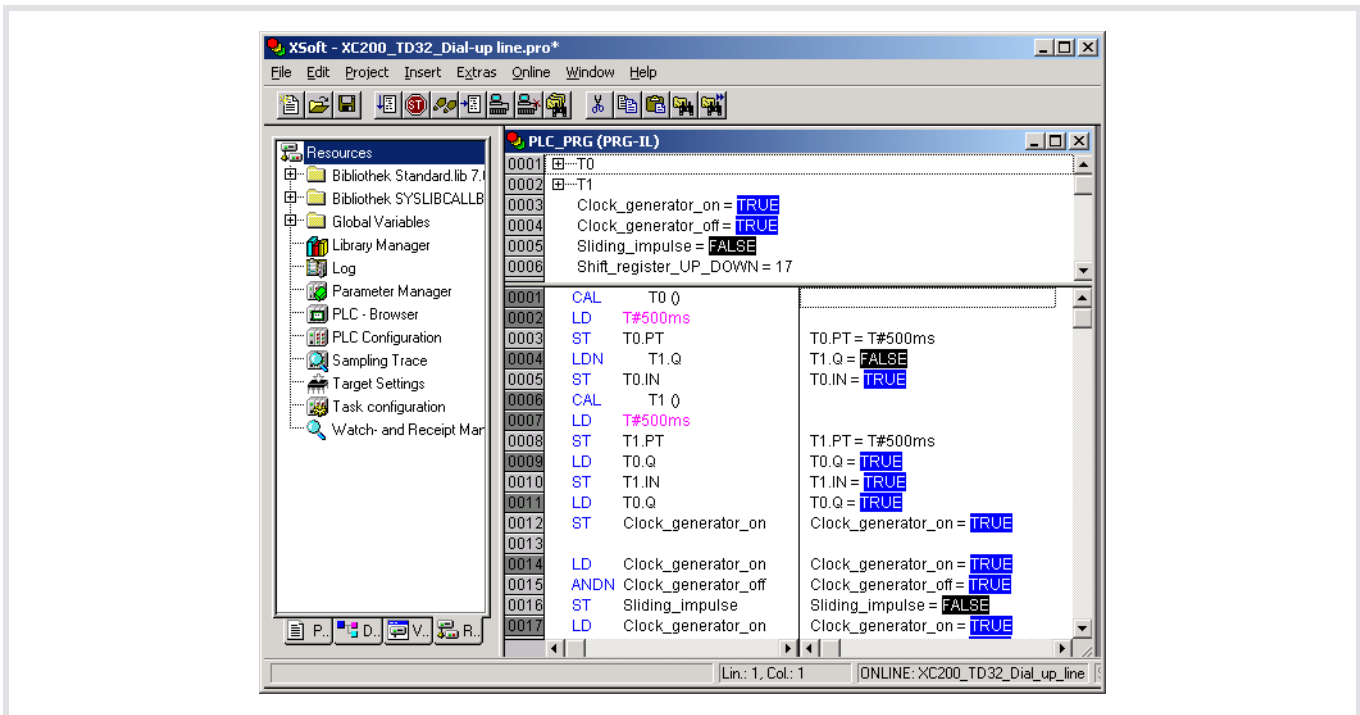 XSoft - XC200_TD32_Dial-up line.pro*
File Edit Project Insert Extras Online Window Help
Resources
Bibliothek Standard.lib 7.
Bibliothek SYSLIBCALLB
Global Variables
Library Manager
Log
Parameter Manager
PLC - Browser
PLC Configuration
Sampling Trace
Target Settings
Task configuration
Watch- and Receipt Mar
P.. D.. V.. R..
PLC_PRG (PRG-IL)
0001 T0
0002 T1
0003 Clock_generator_on = TRUE
0004 Clock_generator_off = TRUE
0005 Sliding_impulse = FALSE
0006 Shift_register_UP_DOWN = 17
0001 CAL T0 ()
0002 LD T#500ms
0003 ST T0.PT T0.PT = T#500ms
0004 LDN T1.Q T1.Q = FALSE
0005 ST T0.IN T0.IN = TRUE
0006 CAL T1 ()
0007 LD T#500ms
0008 ST T1.PT T1.PT = T#500ms
0009 LD T0.Q T0.Q = TRUE
0010 ST T1.IN T1.IN = TRUE
0011 LD T0.Q T0.Q = TRUE
0012 ST Clock_generator_on Clock_generator_on = TRUE
0013
0014 LD Clock_generator_on Clock_generator_on = TRUE
0015 ANDN Clock_generator_off Clock_generator_off = TRUE
0016 ST Sliding_impulse Sliding_impulse = FALSE
0017 LD Clock_generator_on Clock_generator_on = TRUE
Lin.: 1, Col.: 1 ONLINE: XC200_TD32_Dial_up_line